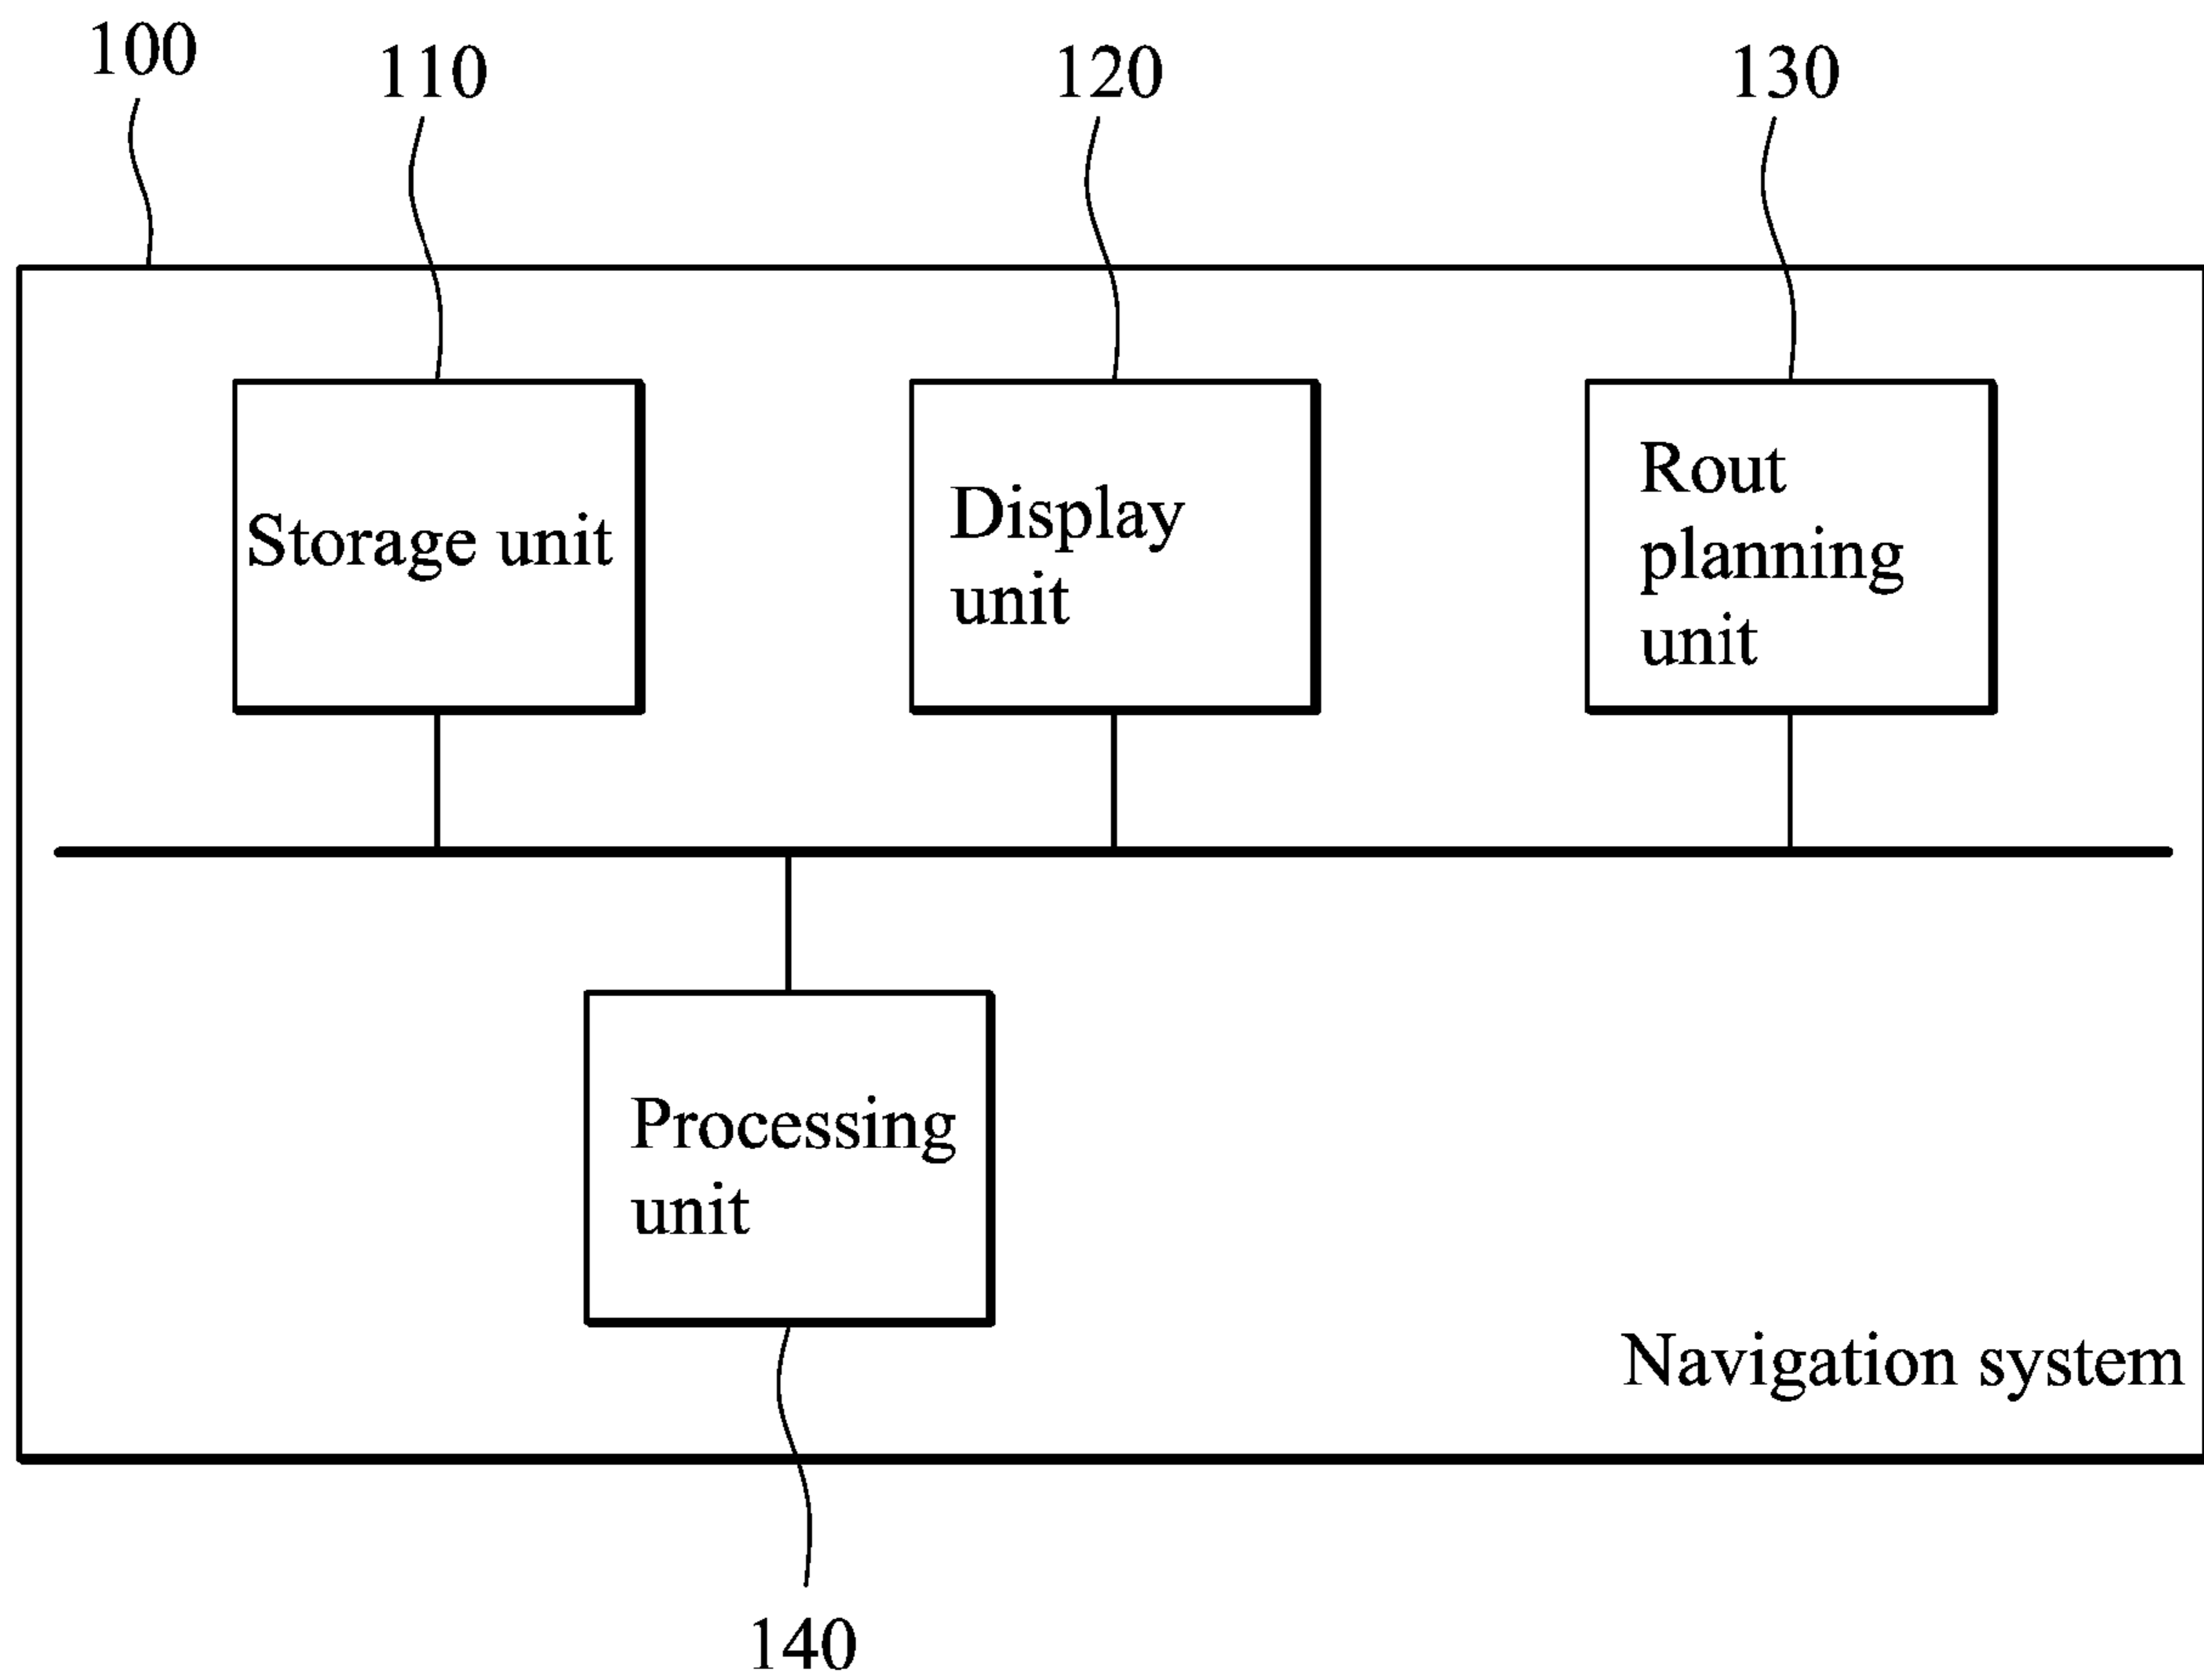 100
110
120
130
Storage unit
Display
unit
Rout
planning
unit
Processing
unit
Navigation system
140